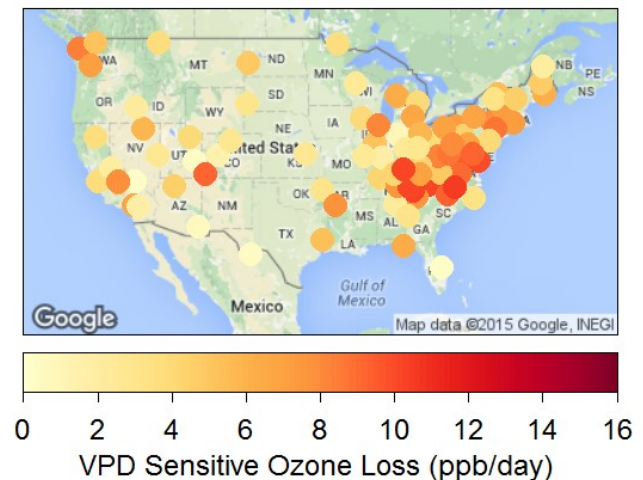 WA
MT
ND
MN
NB
PE
NS
OR
ID
WY
SD
WI
IA
NE
NV
UT
CO
ited States
KS
MO
OK
AR
AZ
NM
MS
AL
SC
GA
TX
LA
Gulf of
Mexico
Mexico
Google
Map data ©2015 Google, INEGI
0 2 4 6 8 10 12 14 16
VPD Sensitive Ozone Loss (ppb/day)